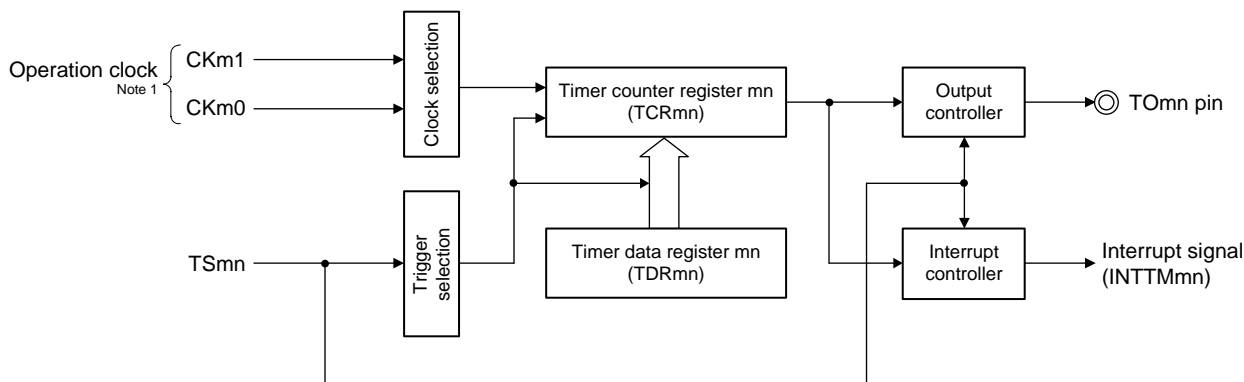 Operation clock
Note 1
CKm1
CKm0
Clock selection
Timer counter register mn
(TCRmn)
Output
controller
TOmn pin
TSmn
Trigger
selection
Timer data register mn
(TDRmn)
Interrupt
controller
Interrupt signal
(INTTMmn)